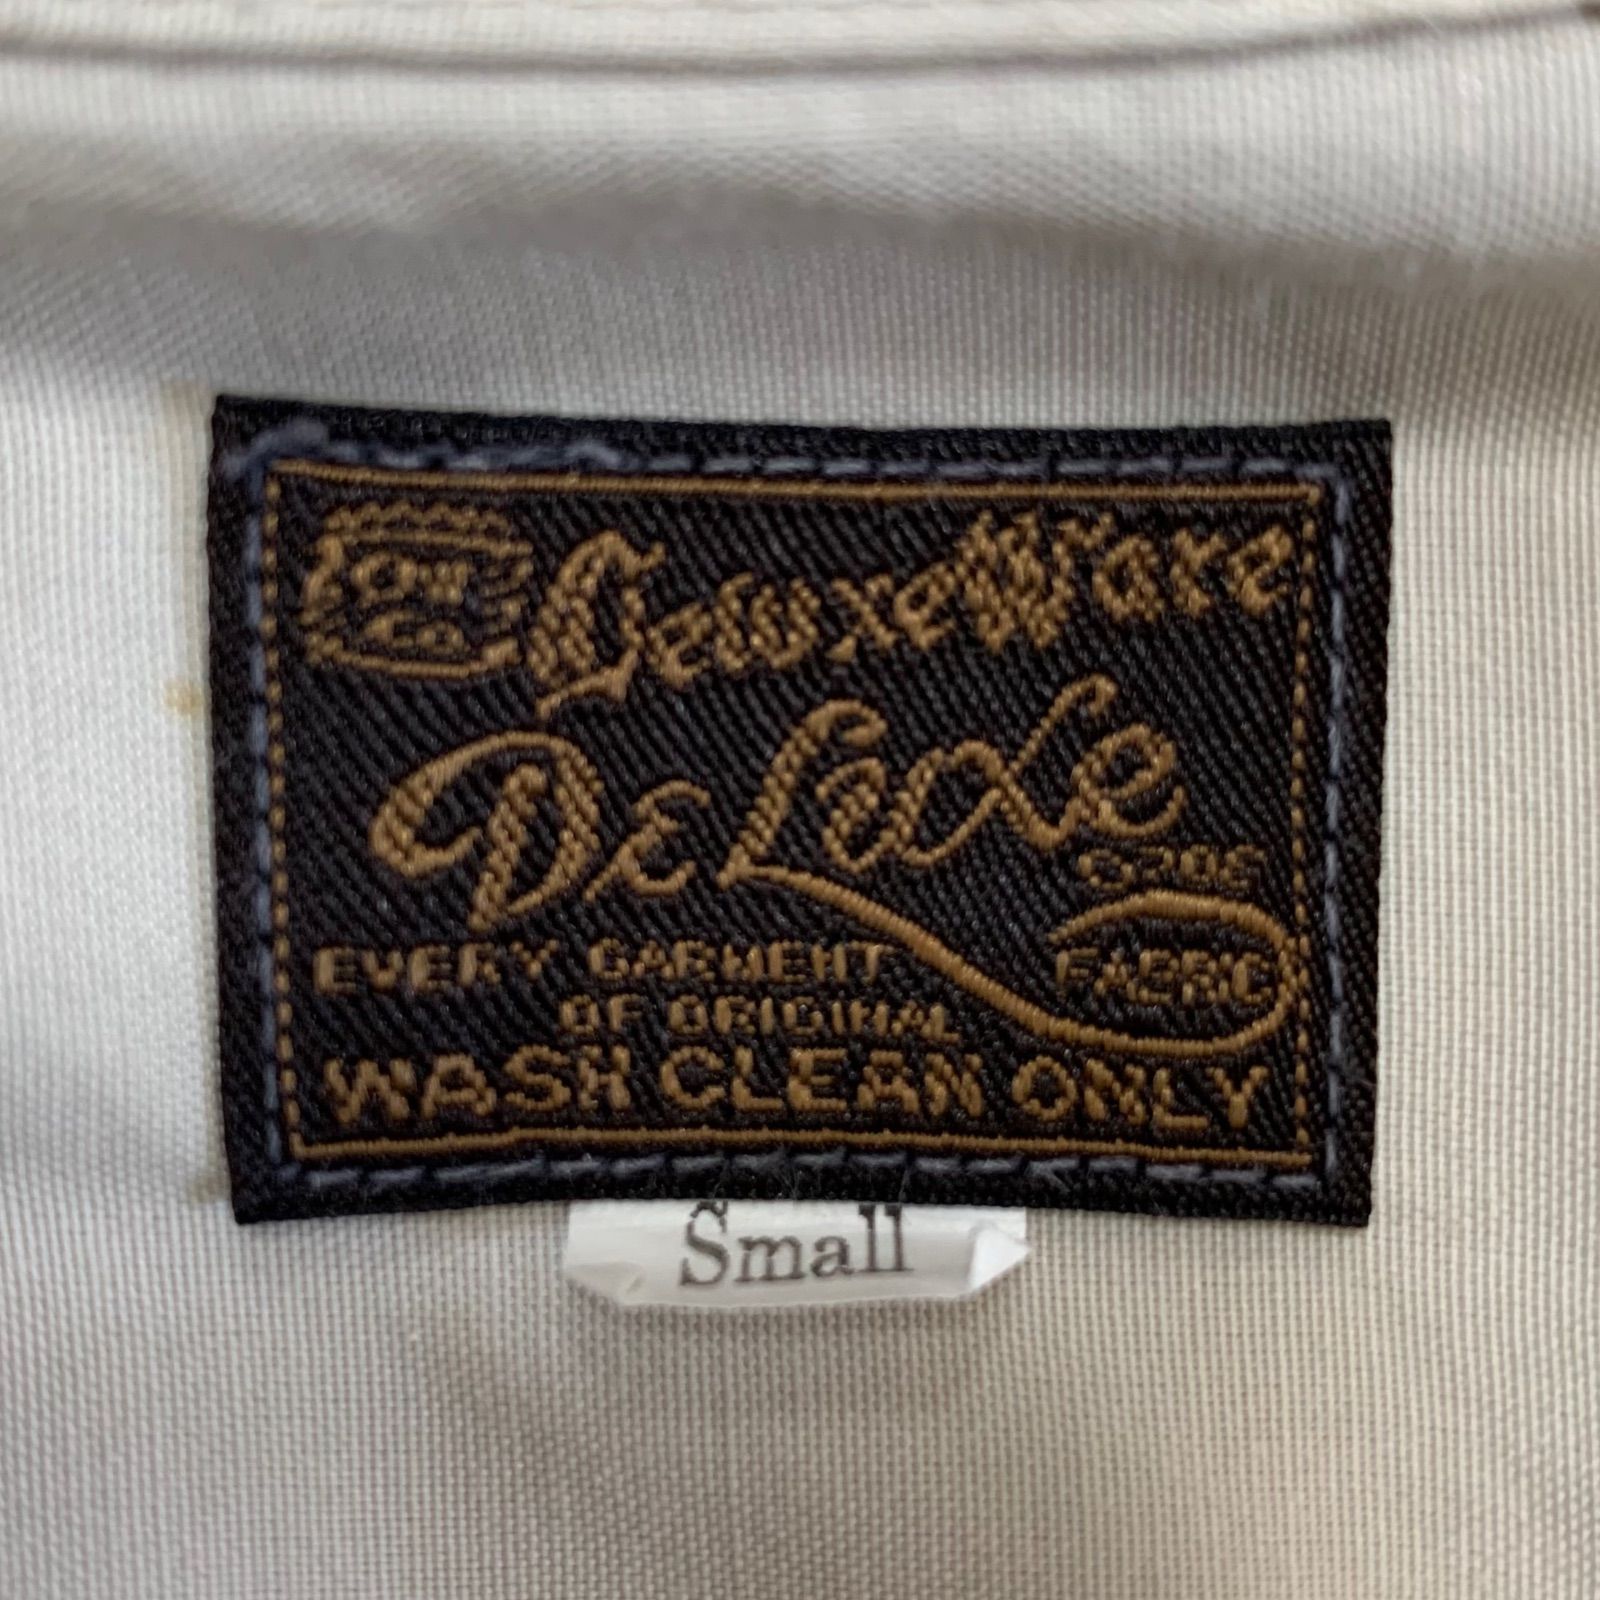 DeluxeWare
DeLuxe
EVERY GARMENT
FABRIC
OF ORIGINAL
WASH CLEAN ONLY
Small